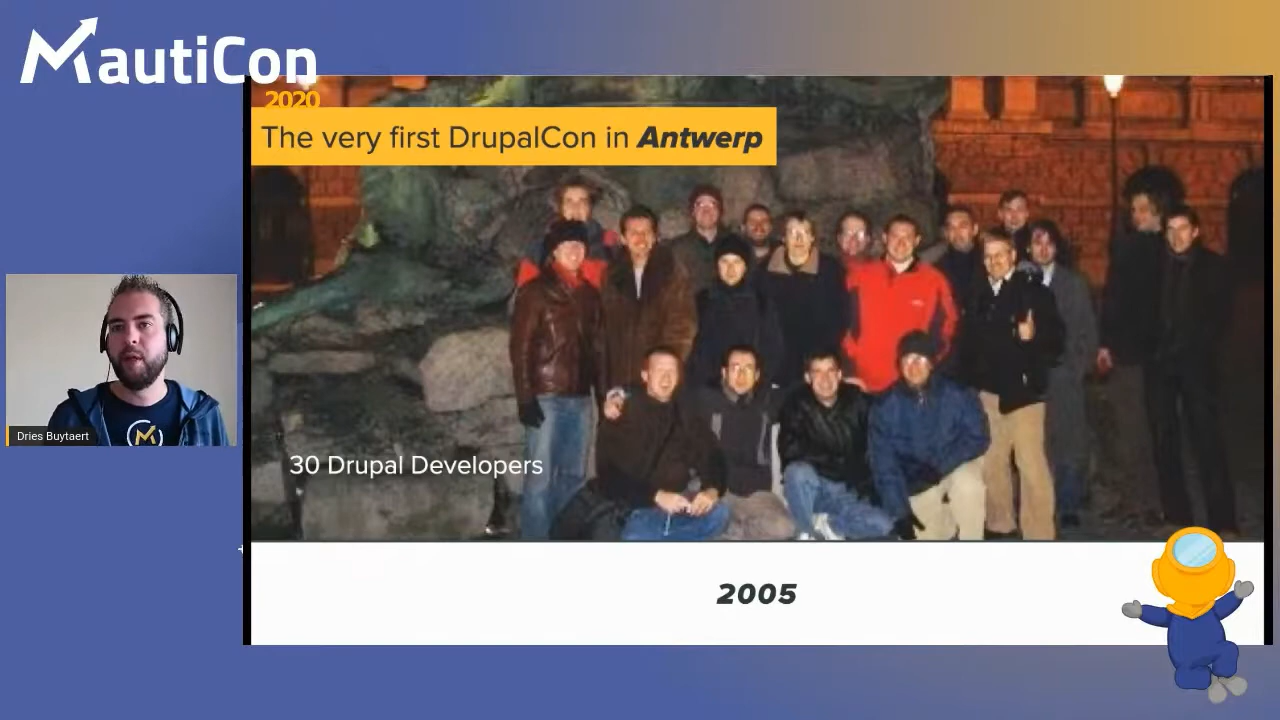 MautiCon
2020
The very first DrupalCon in Antwerp
Dries Buytaert
30 Drupal Developers
2005